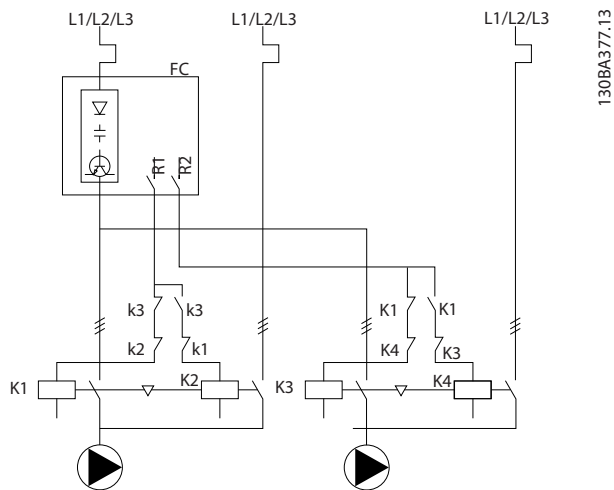 L1/L2/L3 L1/L2/L3 L1/L2/L3
130BA377.13
FC
R1 R2
k3 k3 K1 K1
k2 k1 K4 K3
K1 K2 K3 K4